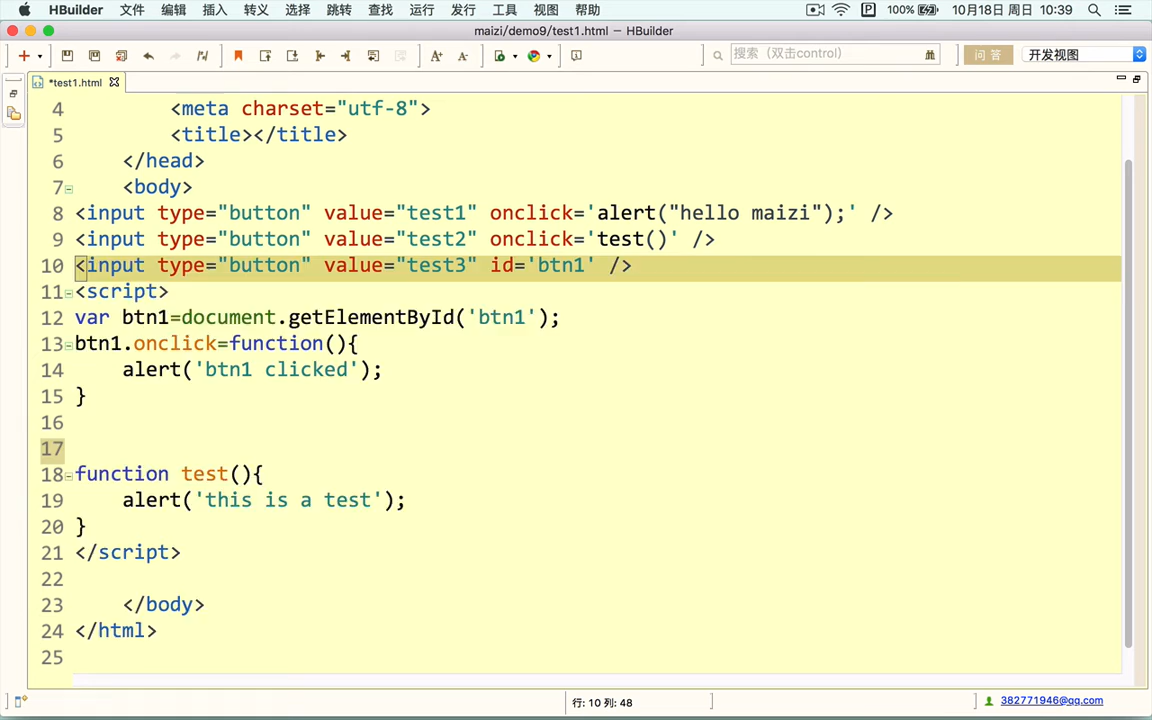 HBuilder 文件 编辑 插入 转义 选择 跳转 查找 运行 发行 工具 视图 帮助 100% 10月18日 周日 10:39
maizi/demo9/test1.html — HBuilder
搜索（双击control） 问 答 开发视图
*test1.html
4 <meta charset="utf-8">
5 <title></title>
6 </head>
7 <body>
8 <input type="button" value="test1" onclick='alert("hello maizi");' />
9 <input type="button" value="test2" onclick='test()' />
10 <input type="button" value="test3" id='btn1' />
11 <script>
12 var btn1=document.getElementById('btn1');
13 btn1.onclick=function(){
14 alert('btn1 clicked');
15 }
16
17
18 function test(){
19 alert('this is a test');
20 }
21 </script>
22
23 </body>
24 </html>
25
行: 10 列: 48 382771946@qq.com